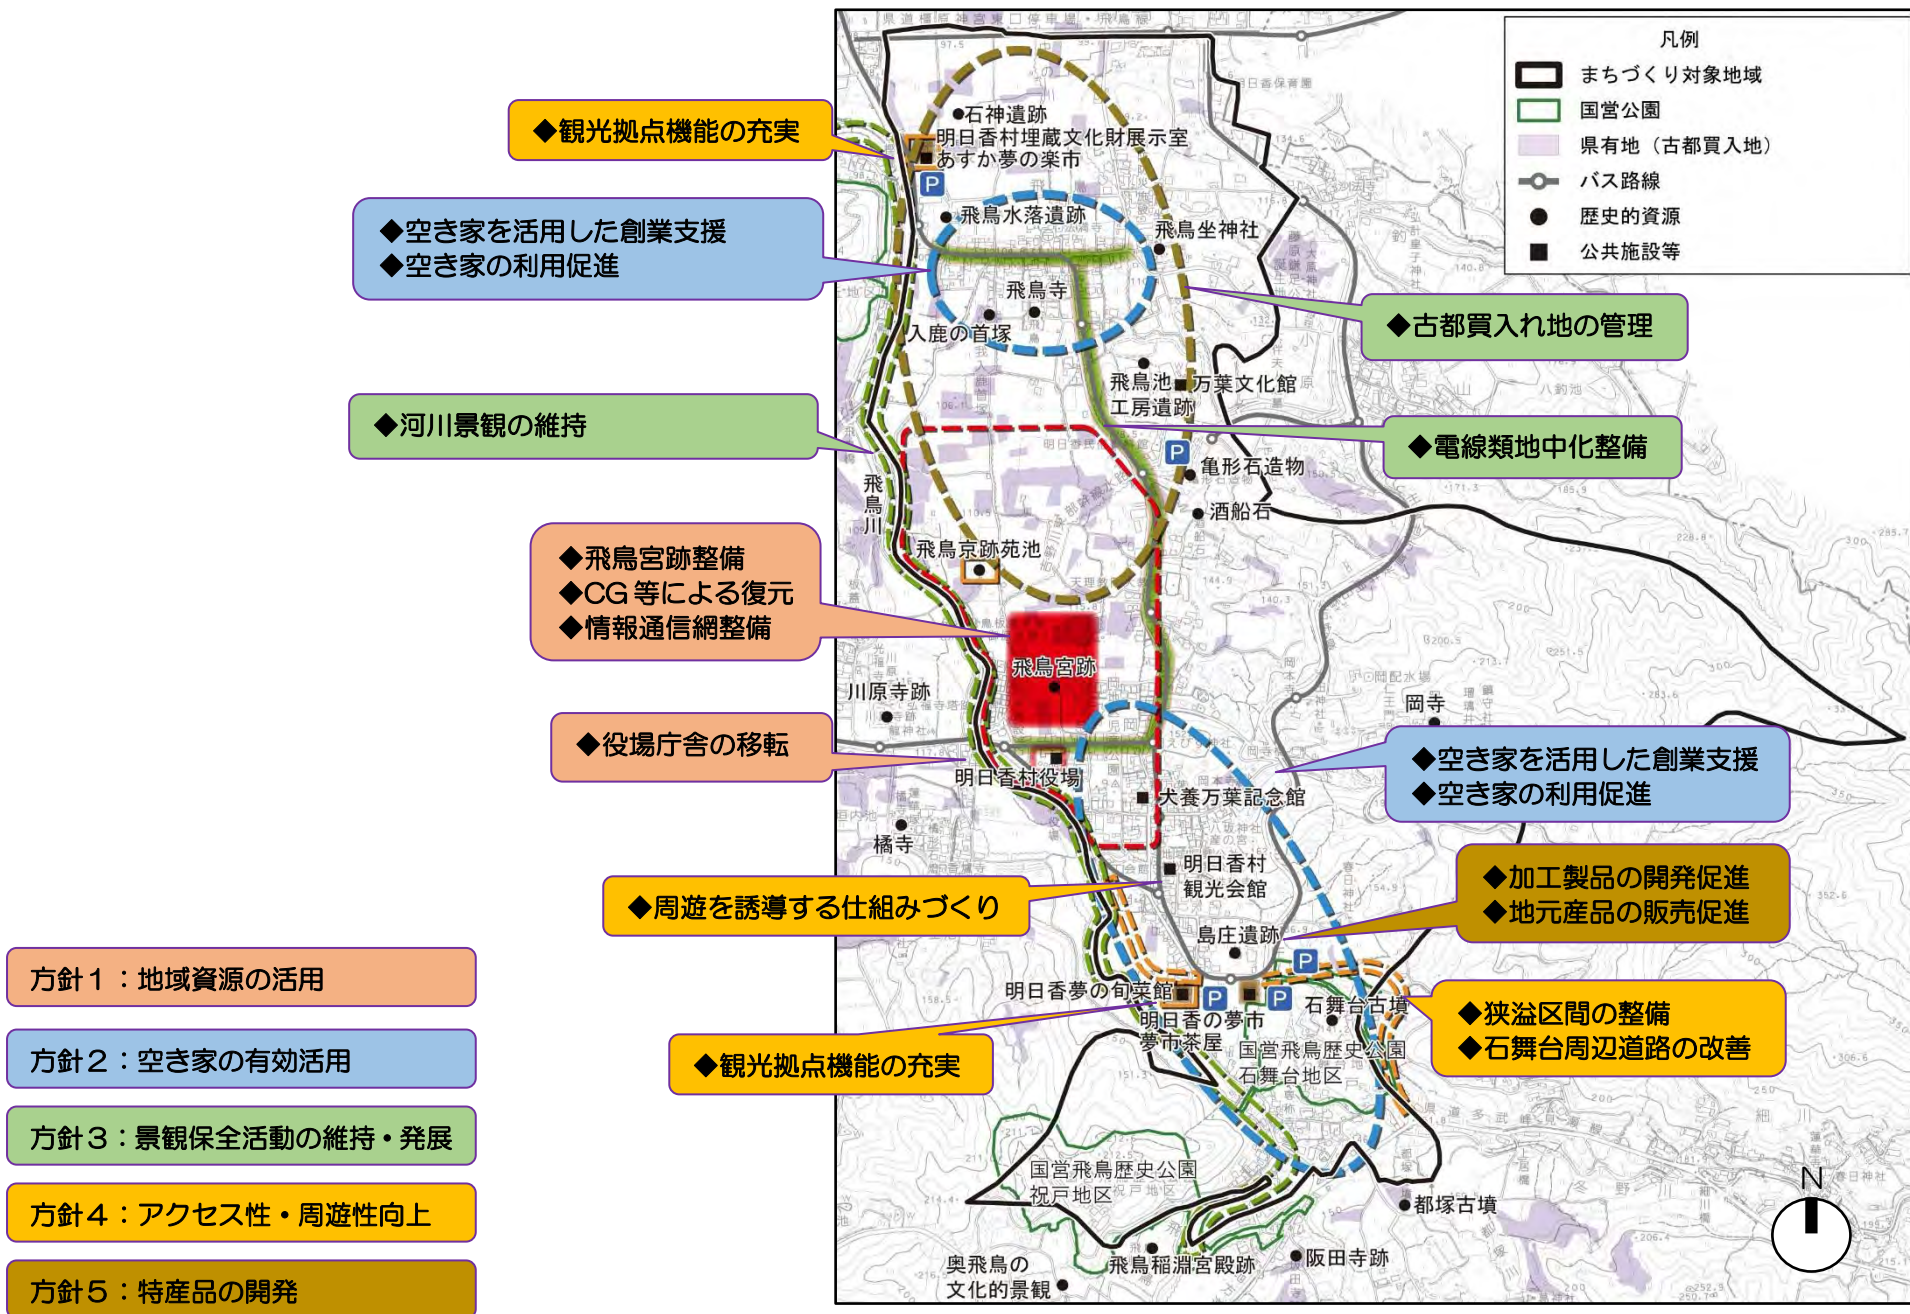 県道橿原神宮東口停車場・飛鳥線
凡例
まちづくり対象地域
国営公園
県有地（古都買入地）
バス路線
歴史的資源
公共施設等
◆観光拠点機能の充実
石神遺跡
明日香村埋蔵文化財展示室
あすか夢の楽市
P
◆空き家を活用した創業支援
◆空き家の利用促進
飛鳥水落遺跡
飛鳥坐神社
飛鳥寺
入鹿の首塚
◆古都買入れ地の管理
飛鳥池
工房遺跡
万葉文化館
◆河川景観の維持
◆電線類地中化整備
P
亀形石造物
飛鳥川
酒船石
飛鳥京跡苑池
◆飛鳥宮跡整備
◆CG等による復元
◆情報通信網整備
飛鳥宮跡
川原寺跡
岡寺
◆役場庁舎の移転
明日香村役場
◆空き家を活用した創業支援
◆空き家の利用促進
犬養万葉記念館
橘寺
明日香村
観光会館
◆周遊を誘導する仕組みづくり
◆加工製品の開発促進
◆地元産品の販売促進
島庄遺跡
P
明日香夢の旬菜館
P
P
明日香の夢市
夢市茶屋
石舞台古墳
◆狭溢区間の整備
◆石舞台周辺道路の改善
国営飛鳥歴史公園
石舞台地区
◆観光拠点機能の充実
国営飛鳥歴史公園
祝戸地区
都塚古墳
飛鳥稲淵宮殿跡
阪田寺跡
奥飛鳥の
文化的景観
N
方針１：地域資源の活用
方針２：空き家の有効活用
方針３：景観保全活動の維持・発展
方針４：アクセス性・周遊性向上
方針５：特産品の開発